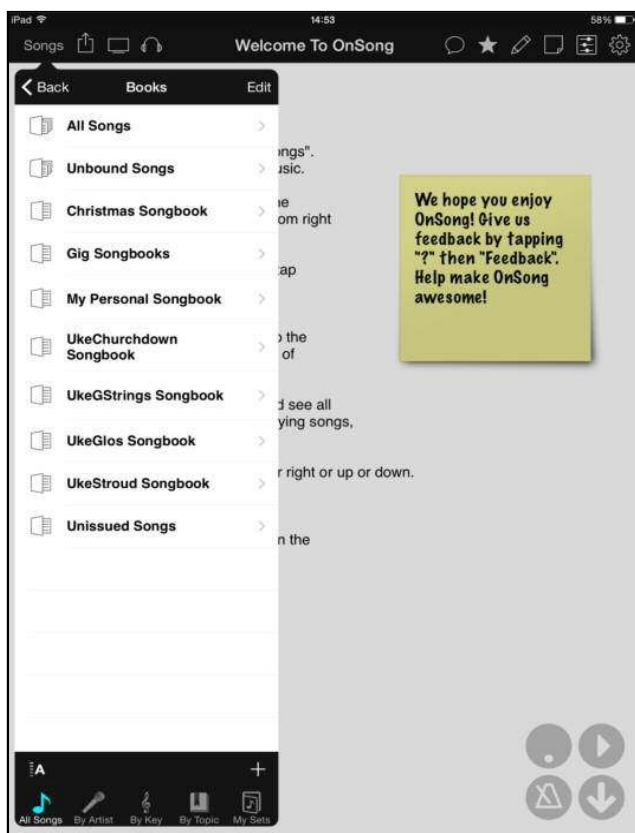 iPad 14:53 58%
Songs Welcome To OnSong
Back Books Edit
All Songs
Unbound Songs
Christmas Songbook
Gig Songbooks
My Personal Songbook
UkeChurchdown
Songbook
UkeGStrings Songbook
UkeGlos Songbook
UkeStroud Songbook
Unissued Songs
A +
All Songs By Artist By Key By Topic My Sets
ongs".
usic.
om right
ap
o the
of
d see all
ying songs,
r right or up or down.
n the
We hope you enjoy
OnSong! Give us
feedback by tapping
"?" then "Feedback".
Help make OnSong
awesome!